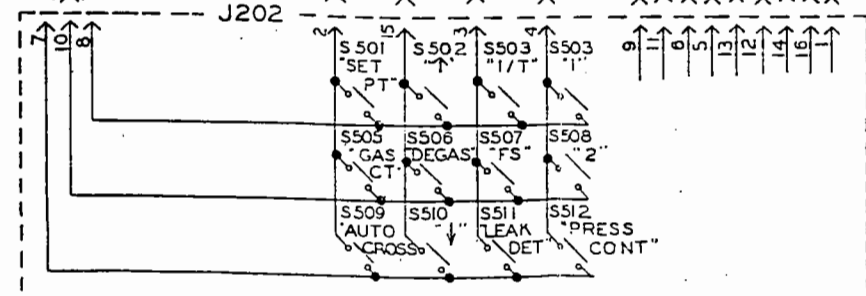 J202
7 10 8 2 15 3 4 9 11 6 5 13 12 14 16 1
S501 S502 S503 S503
"SET PT" "↑" "I/T" "1"
S505 S506 S507 S508
"GAS CT" "DEGAS" "FS" "2"
S509 S510 S511 S512
"AUTO CROSS "↓" "LEAK DET" "PRESS CONT"